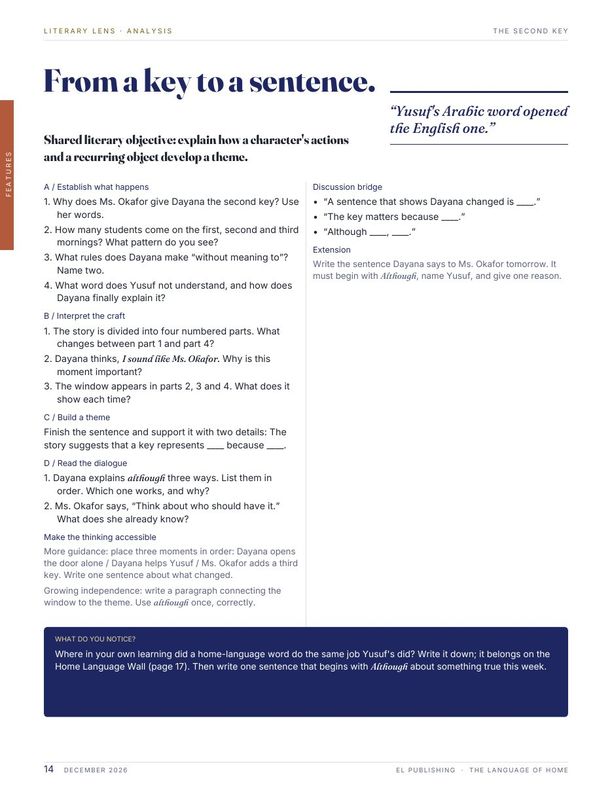 LITERARY LENS · ANALYSIS
THE SECOND KEY
From a key to a sentence.
Shared literary objective: explain how a character's actions
and a recurring object develop a theme.
“Yusuf's Arabic word opened
the English one.”
FEATURES
A / Establish what happens
1. Why does Ms. Okafor give Dayana the second key? Use
her words.
2. How many students come on the first, second and third
mornings? What pattern do you see?
3. What rules does Dayana make “without meaning to”?
Name two.
4. What word does Yusuf not understand, and how does
Dayana finally explain it?
B / Interpret the craft
1. The story is divided into four numbered parts. What
changes between part 1 and part 4?
2. Dayana thinks, I sound like Ms. Okafor. Why is this
moment important?
3. The window appears in parts 2, 3 and 4. What does it
show each time?
C / Build a theme
Finish the sentence and support it with two details: The
story suggests that a key represents ____ because ____.
D / Read the dialogue
1. Dayana explains although three ways. List them in
order. Which one works, and why?
2. Ms. Okafor says, “Think about who should have it.”
What does she already know?
Make the thinking accessible
More guidance: place three moments in order: Dayana opens
the door alone / Dayana helps Yusuf / Ms. Okafor adds a third
key. Write one sentence about what changed.
Growing independence: write a paragraph connecting the
window to the theme. Use although once, correctly.
Discussion bridge
• “A sentence that shows Dayana changed is ____.”
• “The key matters because ____.”
• “Although ____, ____.”
Extension
Write the sentence Dayana says to Ms. Okafor tomorrow. It
must begin with Although, name Yusuf, and give one reason.
WHAT DO YOU NOTICE?
Where in your own learning did a home-language word do the same job Yusuf's did? Write it down; it belongs on the
Home Language Wall (page 17). Then write one sentence that begins with Although about something true this week.
14 DECEMBER 2026
EL PUBLISHING · THE LANGUAGE OF HOME